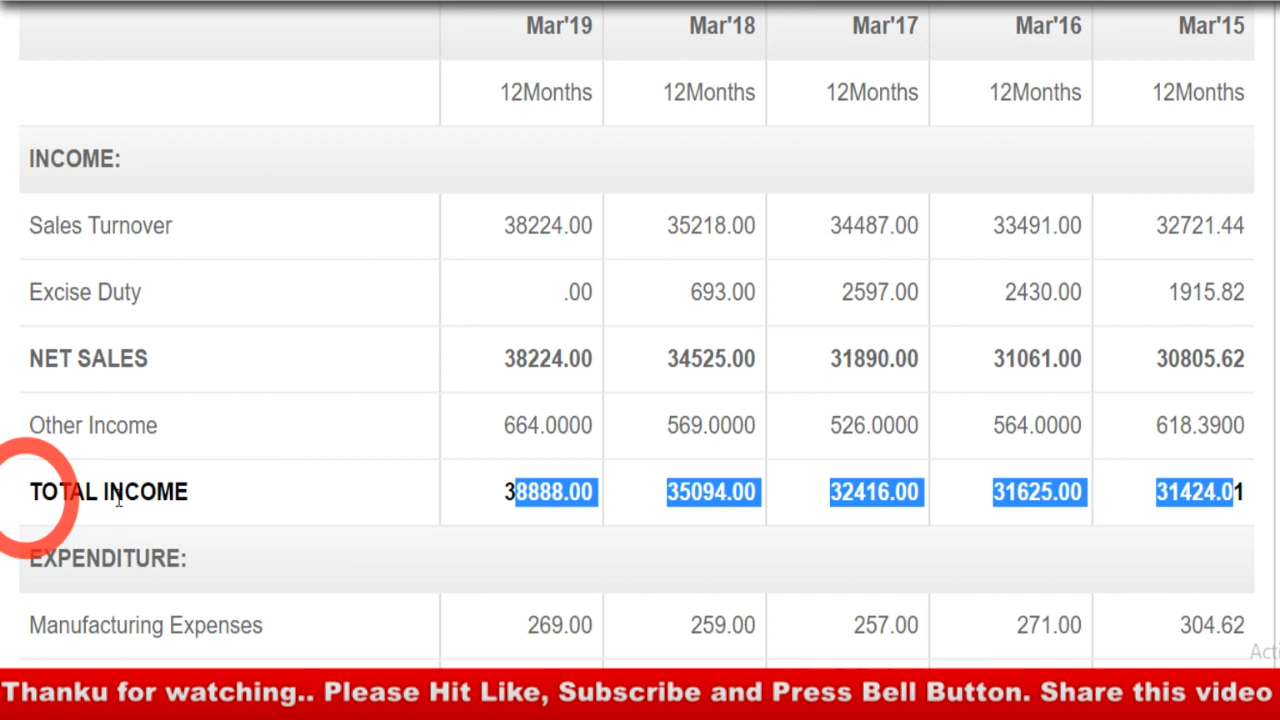 Mar'19 Mar'18 Mar'17 Mar'16 Mar'15
12Months 12Months 12Months 12Months 12Months
INCOME:
Sales Turnover 38224.00 35218.00 34487.00 33491.00 32721.44
Excise Duty .00 693.00 2597.00 2430.00 1915.82
NET SALES 38224.00 34525.00 31890.00 31061.00 30805.62
Other Income 664.0000 569.0000 526.0000 564.0000 618.3900
TOTAL INCOME 38888.00 35094.00 32416.00 31625.00 31424.01
EXPENDITURE:
Manufacturing Expenses 269.00 259.00 257.00 271.00 304.62
Acti
Thanku for watching.. Please Hit Like, Subscribe and Press Bell Button. Share this video